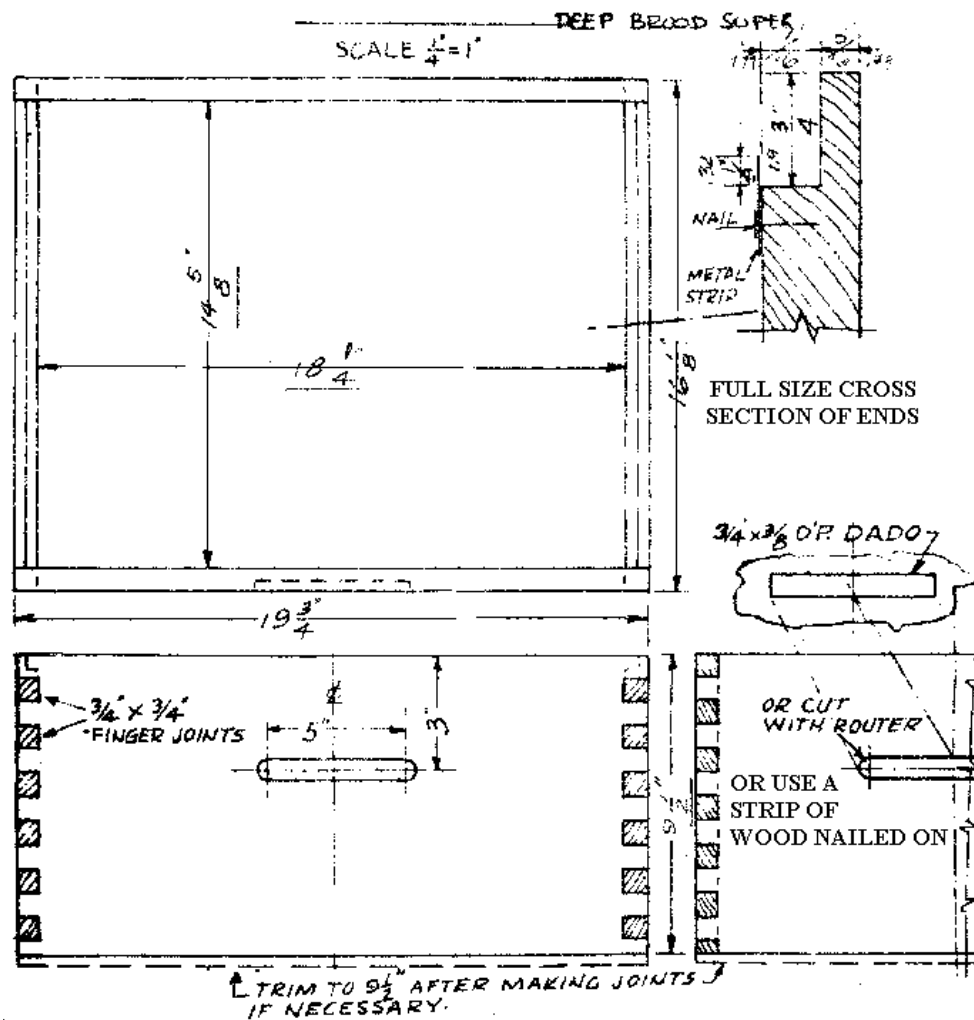 DEEP BROOD SUPER
SCALE 1/4" = 1"
3/4
NAIL
METAL
STRIP
14 5/8"
18 1/4"
16 1/8"
FULL SIZE CROSS
SECTION OF ENDS
3/4" x 3/8 D'P. DADO
19 3/4"
3/4" x 3/4"
FINGER JOINTS
℄
5"
3"
9 1/2"
OR CUT
WITH ROUTER
OR USE A
STRIP OF
WOOD NAILED ON
TRIM TO 9 1/2" AFTER MAKING JOINTS
IF NECESSARY.